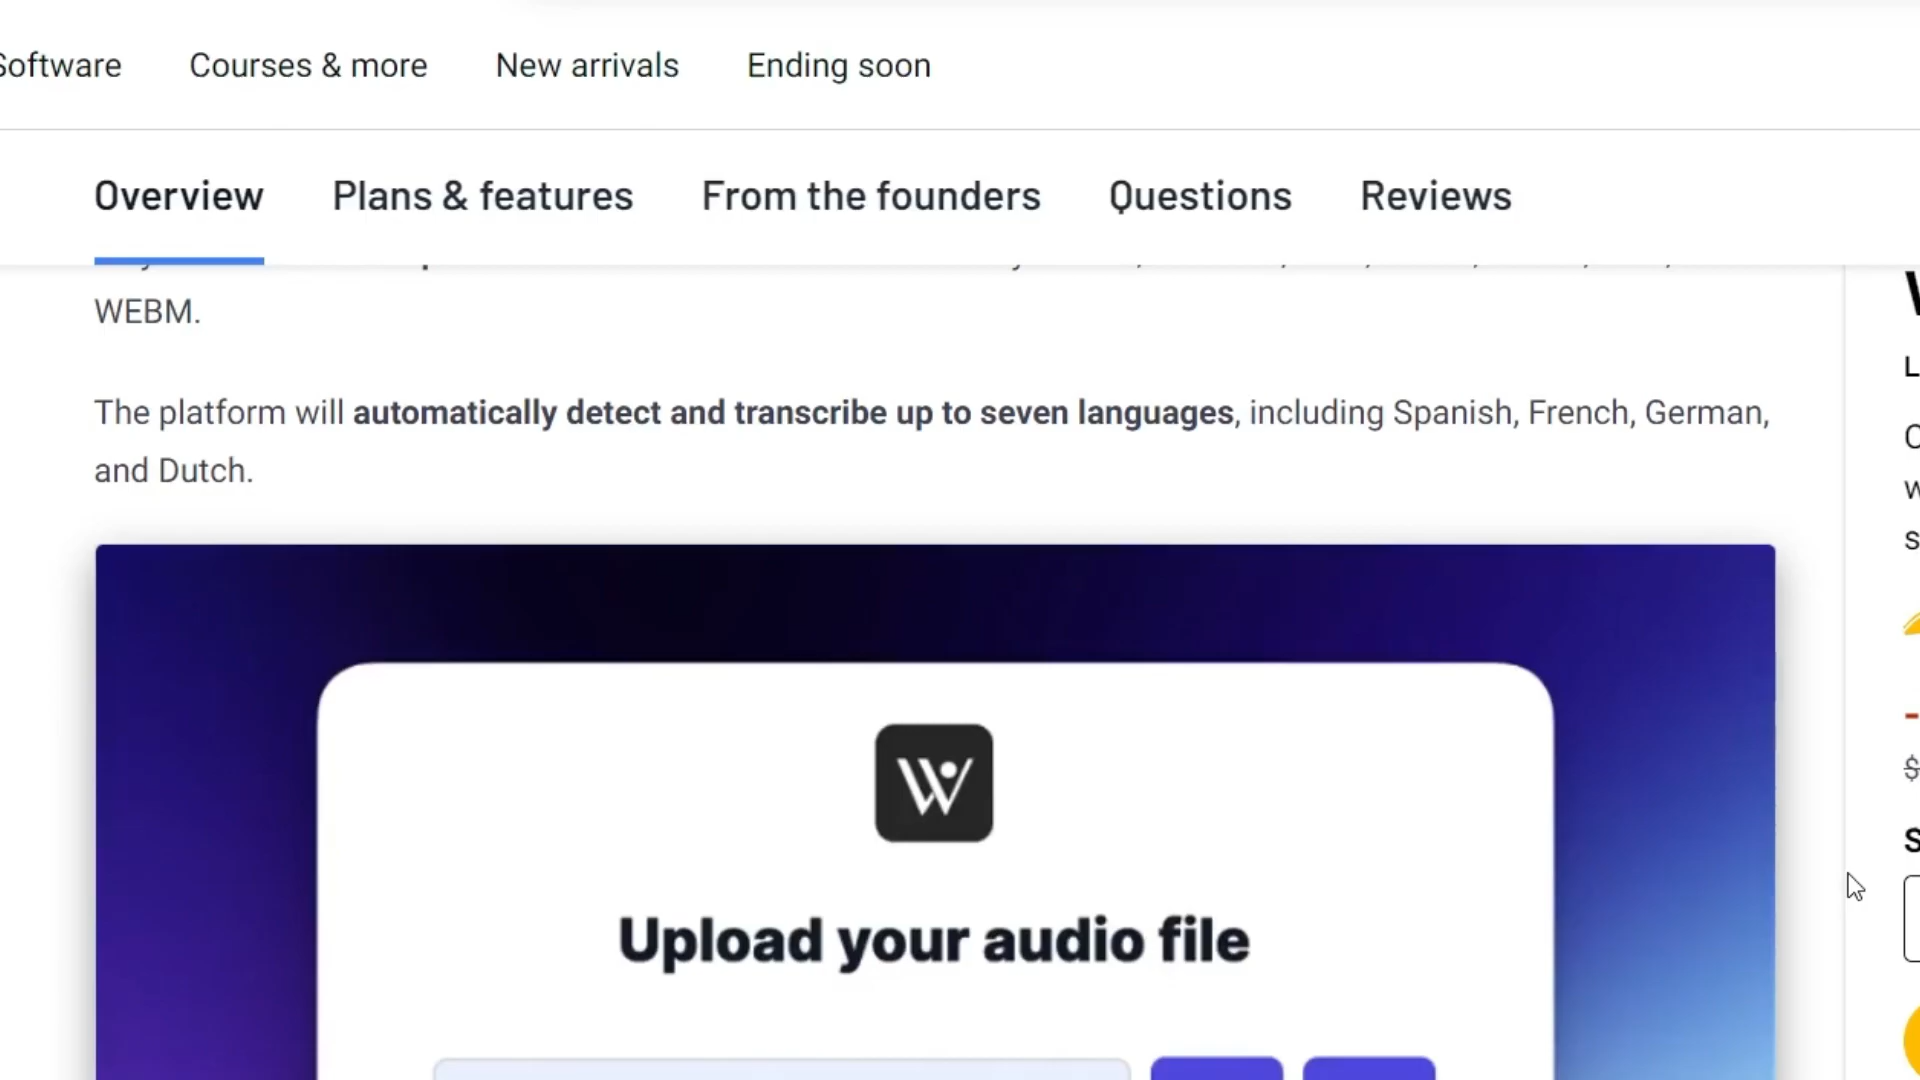 Software Courses & more New arrivals Ending soon
Overview Plans & features From the founders Questions Reviews
WEBM.
The platform will automatically detect and transcribe up to seven languages, including Spanish, French, German,
and Dutch.
W
Upload your audio file